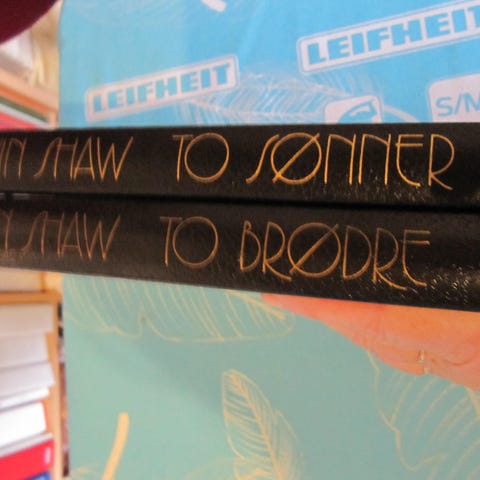 LEIFHEIT
LEIFHEIT
S/M
SHAW TO SØNNER
SHAW TO BRØDRE